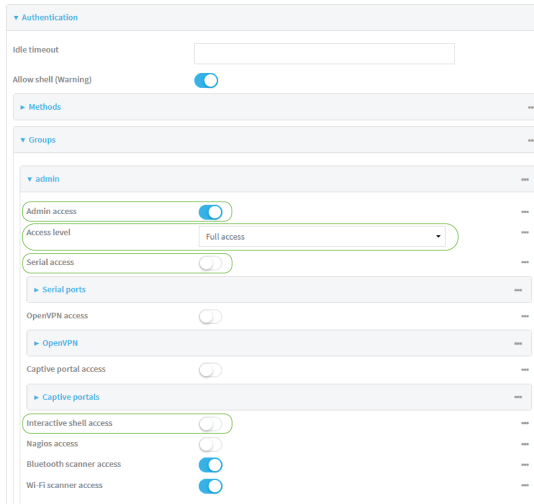 Authentication
Idle timeout
Allow shell (Warning)
Methods
Groups
admin
Admin access
Access level
Full access
Serial access
Serial ports
OpenVPN access
OpenVPN
Captive portal access
Captive portals
Interactive shell access
Nagios access
Bluetooth scanner access
Wi-Fi scanner access